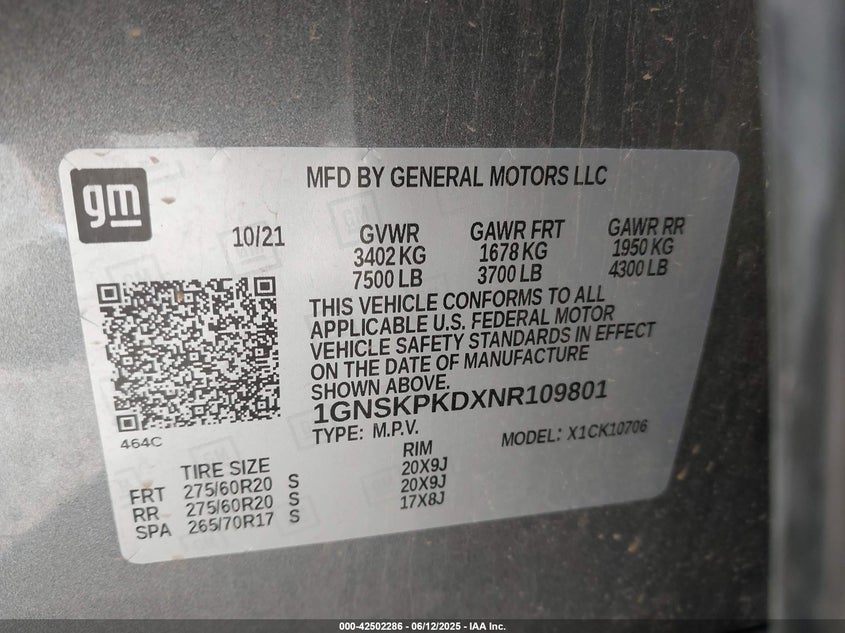 gm
MFD BY GENERAL MOTORS LLC
10/21
GVWR GAWR FRT GAWR RR
3402 KG 1678 KG 1950 KG
7500 LB 3700 LB 4300 LB
THIS VEHICLE CONFORMS TO ALL
APPLICABLE U.S. FEDERAL MOTOR
VEHICLE SAFETY STANDARDS IN EFFECT
ON THE DATE OF MANUFACTURE
SHOWN ABOVE.
1GNSKPKDXNR109801
TYPE: M.P.V. MODEL: X1CK10706
464C
TIRE SIZE RIM
FRT 275/60R20 S 20X9J
RR 275/60R20 S 20X9J
SPA 265/70R17 S 17X8J
000-42502286 - 06/12/2025 - IAA Inc.